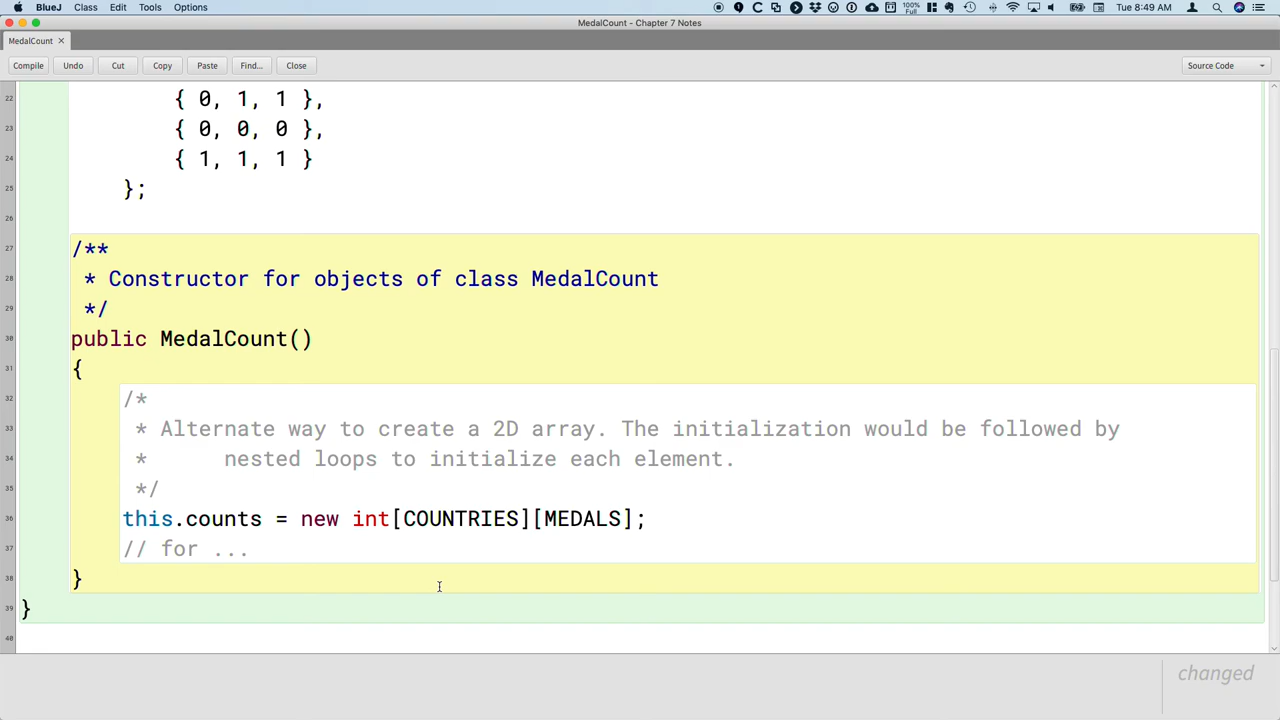 BlueJ Class Edit Tools Options 100% Full Tue 8:49 AM
MedalCount - Chapter 7 Notes
MedalCount
Compile Undo Cut Copy Paste Find... Close Source Code
22 { 0, 1, 1 },
23 { 0, 0, 0 },
24 { 1, 1, 1 }
25 };
26
27 /**
28 * Constructor for objects of class MedalCount
29 */
30 public MedalCount()
31 {
32 /*
33 * Alternate way to create a 2D array. The initialization would be followed by
34 * nested loops to initialize each element.
35 */
36 this.counts = new int[COUNTRIES][MEDALS];
37 // for ...
38 }
39 }
40
changed